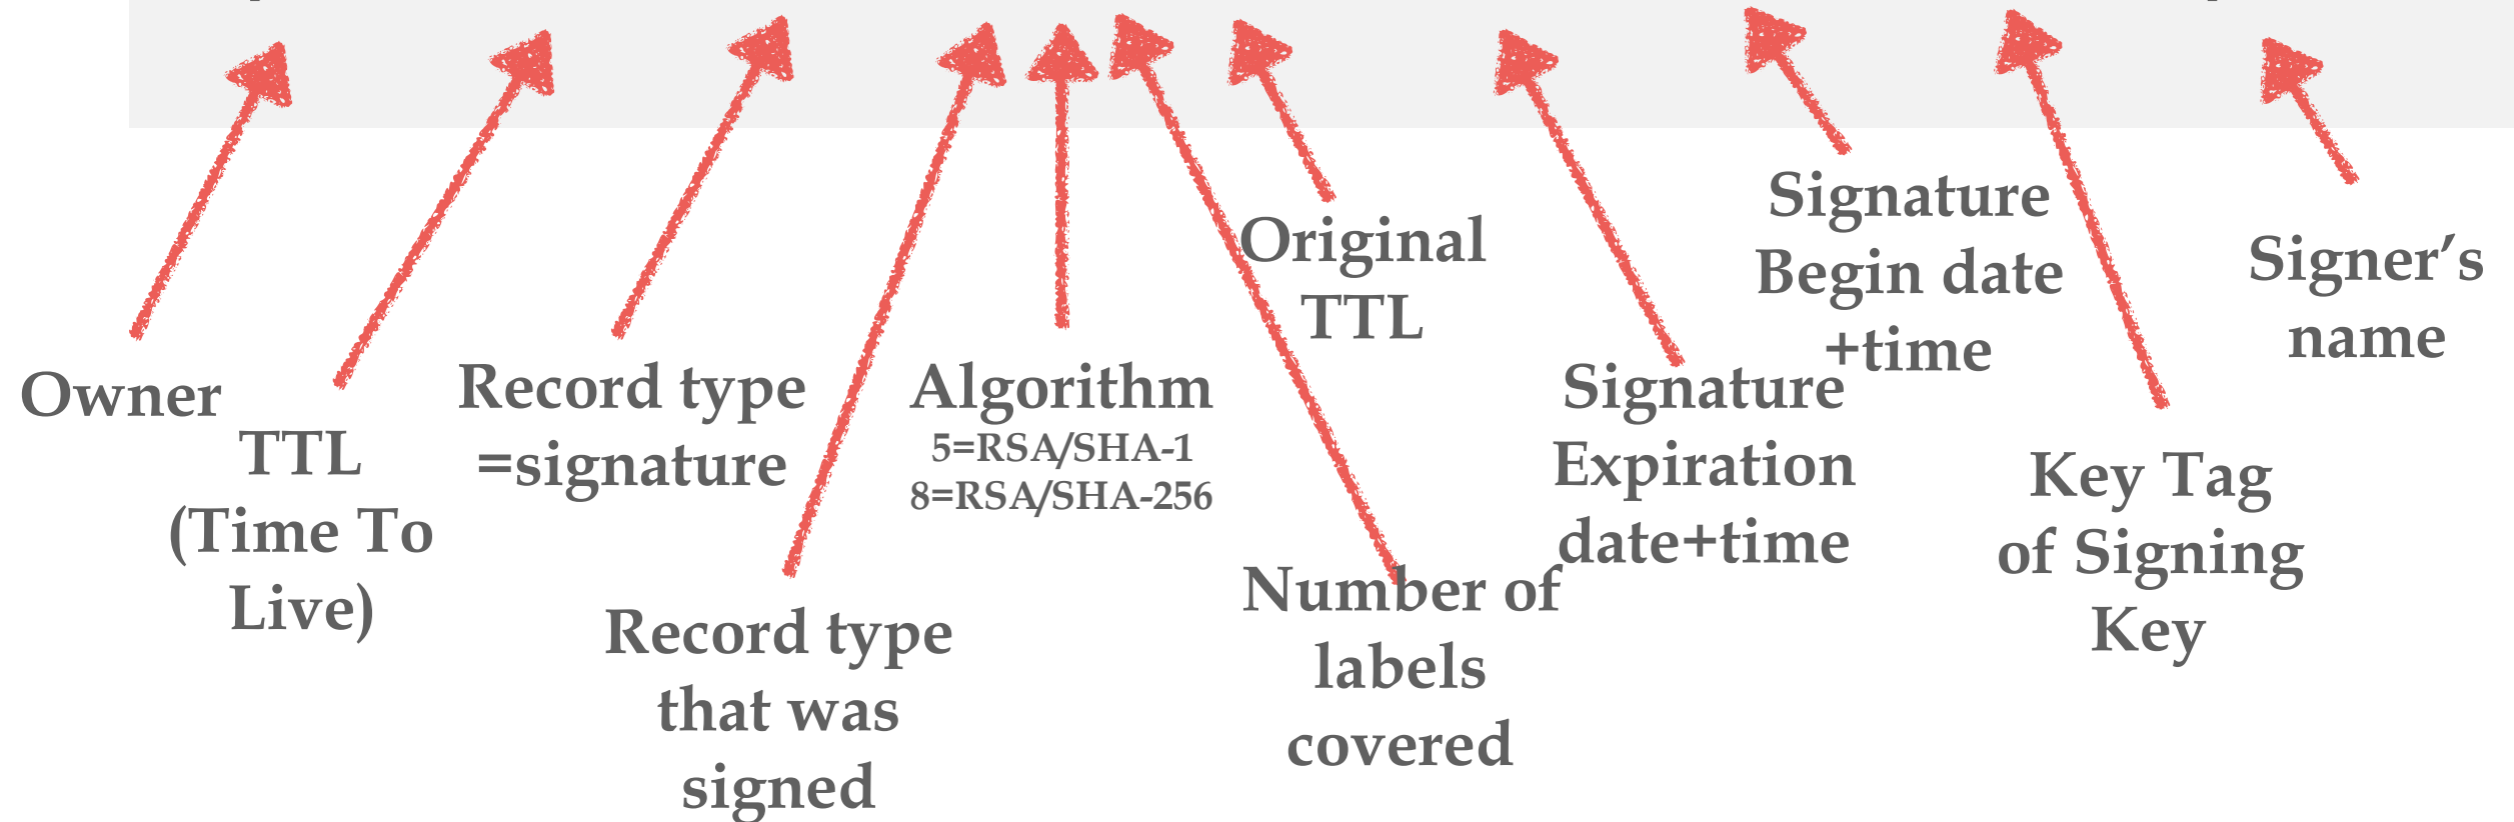 Owner
TTL
(Time To
Live)
Record type
=signature
Record type
that was
signed
Algorithm
5=RSA/SHA-1
8=RSA/SHA-256
Original
TTL
Number of
labels
covered
Signature
Expiration
date+time
Signature
Begin date
+time
Key Tag
of Signing
Key
Signer’s
name